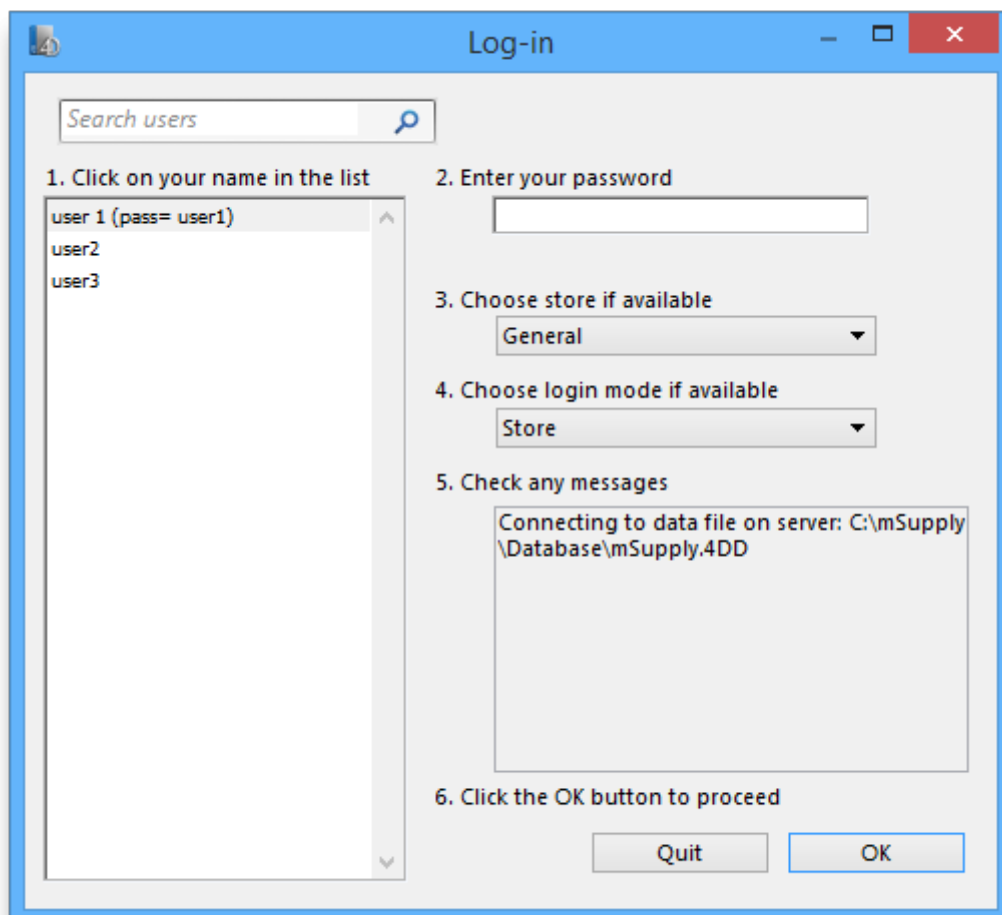 Log-in
Search users
1. Click on your name in the list
user 1 (pass= user1)
user2
user3
2. Enter your password
3. Choose store if available
General
4. Choose login mode if available
Store
5. Check any messages
Connecting to data file on server: C:\mSupply
\Database\mSupply.4DD
6. Click the OK button to proceed
Quit
OK